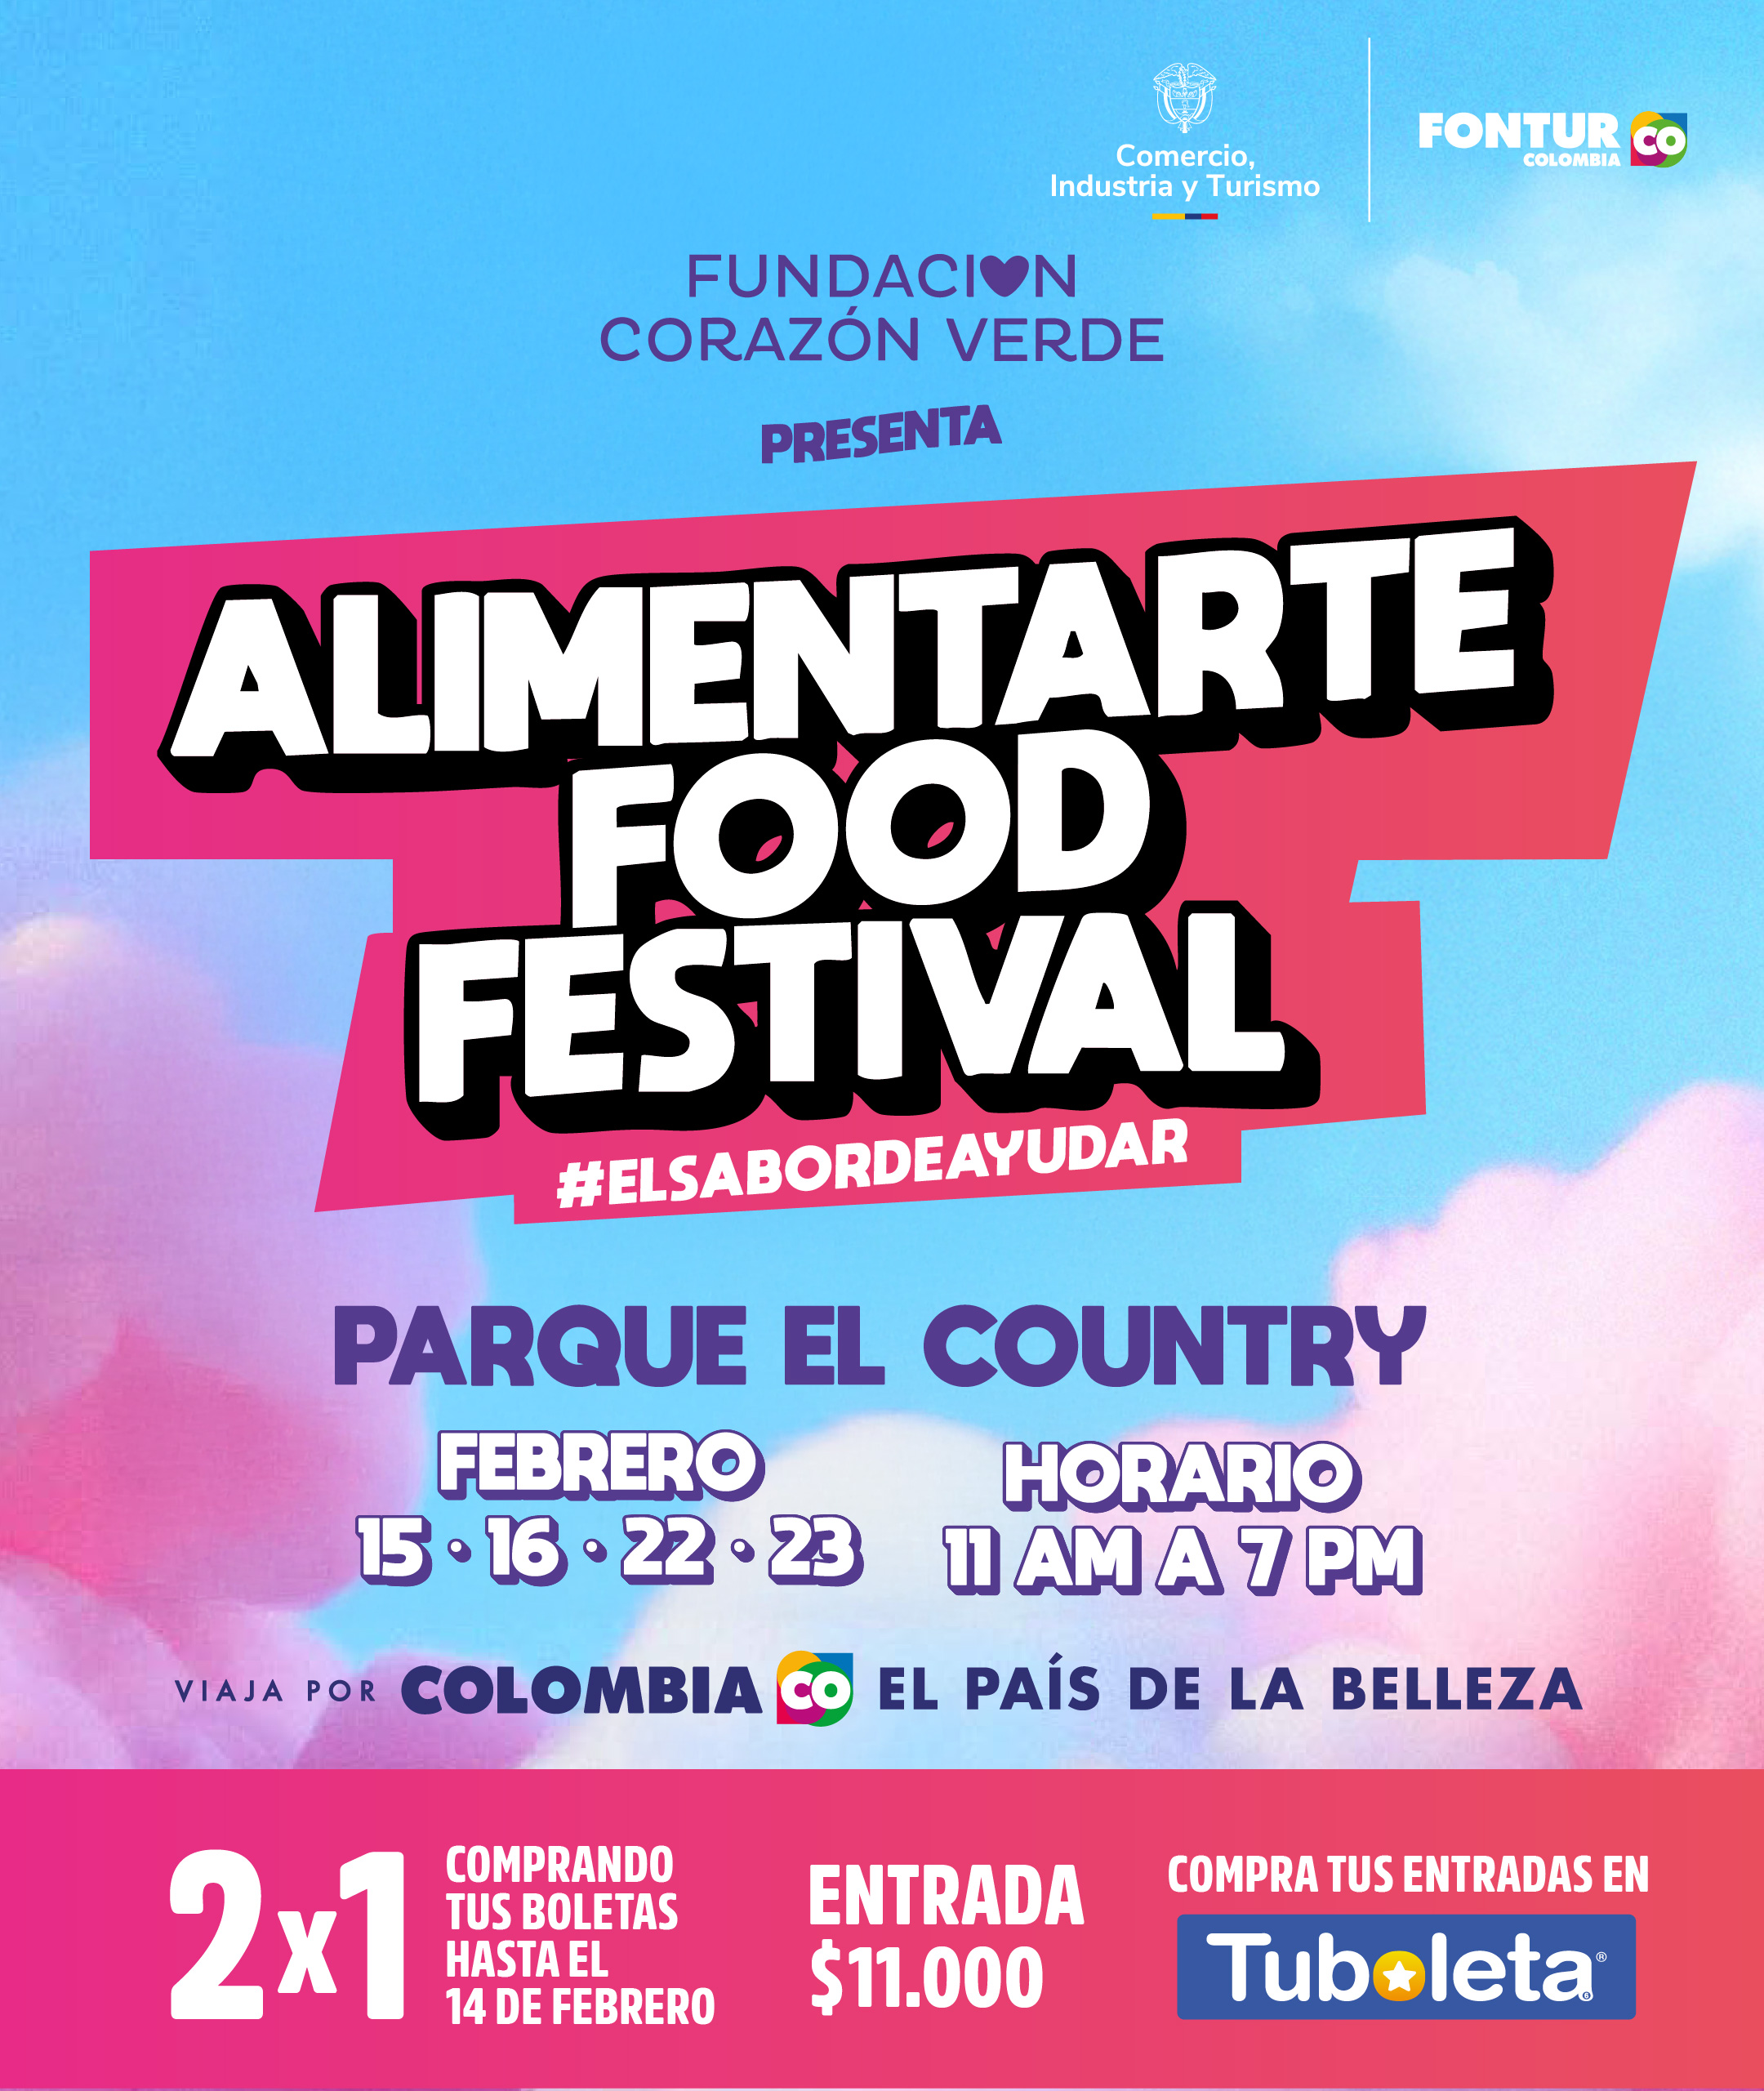 Comercio,
Industria y Turismo
FONTUR CO
COLOMBIA
FUNDACION
CORAZÓN VERDE
PRESENTA
ALIMENTARTE
FOOD
FESTIVAL
#ELSABORDEAYUDAR
PARQUE EL COUNTRY
FEBRERO
15 · 16 · 22 · 23
HORARIO
11 AM A 7 PM
VIAJA POR COLOMBIA CO EL PAÍS DE LA BELLEZA
2x1
COMPRANDO
TUS BOLETAS
HASTA EL
14 DE FEBRERO
ENTRADA
$11.000
COMPRA TUS ENTRADAS EN
Tuboleta®